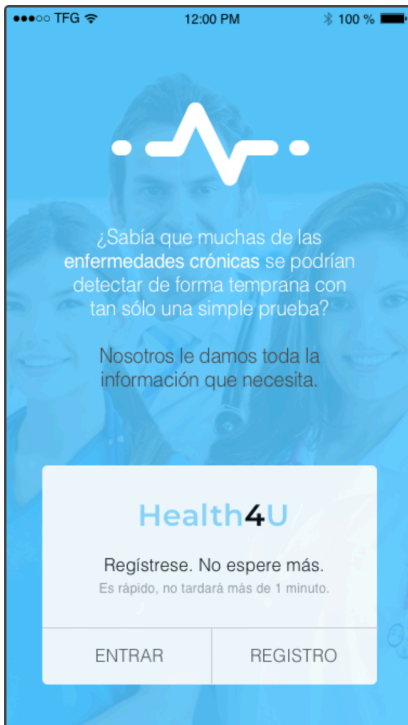 TFG 12:00 PM 100 %
¿Sabía que muchas de las
enfermedades crónicas se podrían
detectar de forma temprana con
tan sólo una simple prueba?
Nosotros le damos toda la
información que necesita.
Health4U
Regístrese. No espere más.
Es ràpido, no tardará más de 1 minuto.
ENTRAR REGISTRO